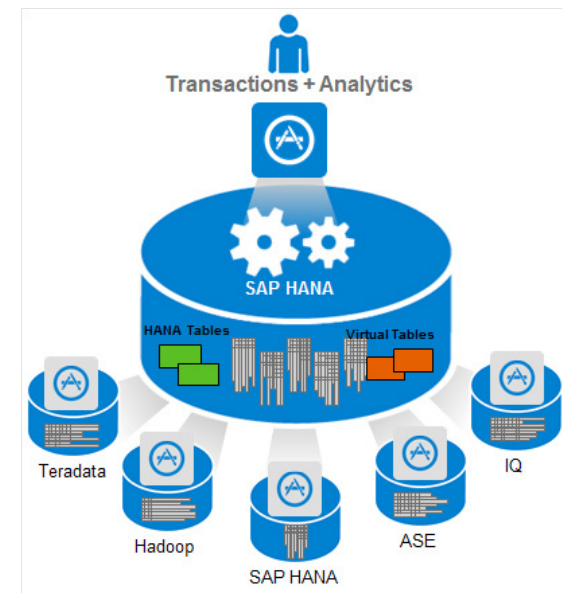 Transactions + Analytics
SAP HANA
HANA Tables
Virtual Tables
Teradata
Hadoop
SAP HANA
ASE
IQ